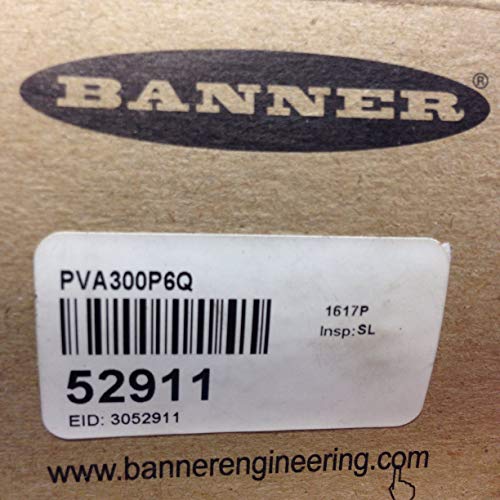 BANNER®
PVA300P6Q
1617P
Insp: SL
52911
EID: 3052911
www.bannerengineering.com